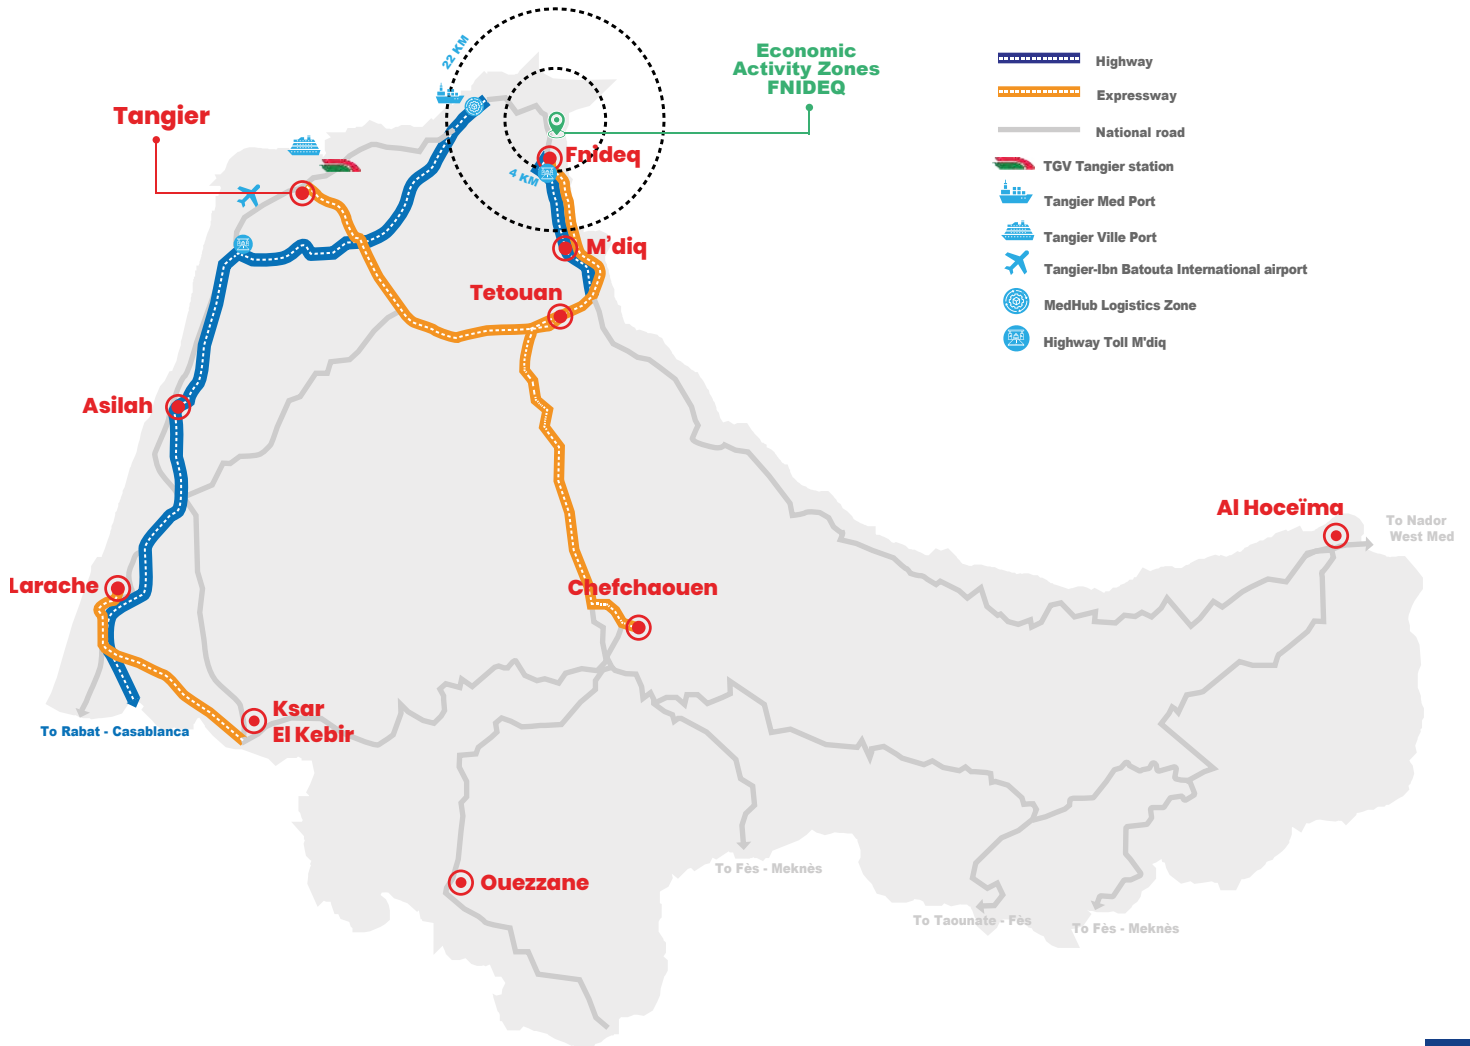 22 KM
Economic
Activity Zones
FNIDEQ
Tangier
Fnideq
4 KM
M'diq
Tetouan
Asilah
Larache
Chefchaouen
Al Hoceïma
To Nador
West Med
Ksar
El Kebir
To Rabat - Casablanca
Ouezzane
To Fès - Meknès
To Taounate - Fès
To Fès - Meknès
Highway
Expressway
National road
TGV Tangier station
Tangier Med Port
Tangier Ville Port
Tangier-Ibn Batouta International airport
MedHub Logistics Zone
Highway Toll M'diq